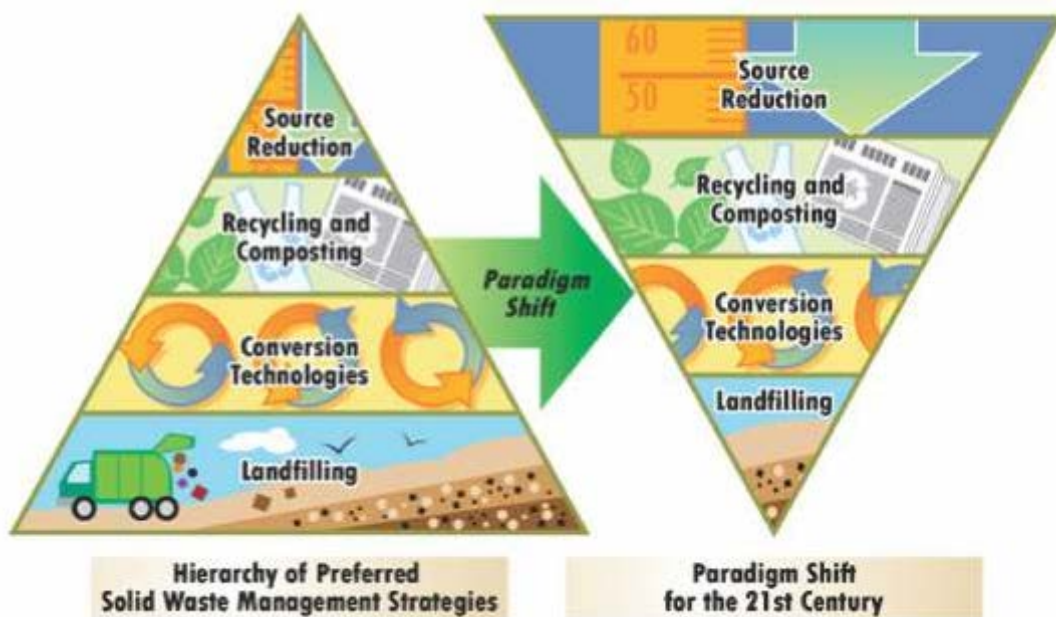 Source
Reduction
Recycling and
Composting
Conversion
Technologies
Landfilling
Hierarchy of Preferred
Solid Waste Management Strategies
Paradigm
Shift
60
50
Source
Reduction
Recycling and
Composting
Conversion
Technologies
Landfilling
Paradigm Shift
for the 21st Century